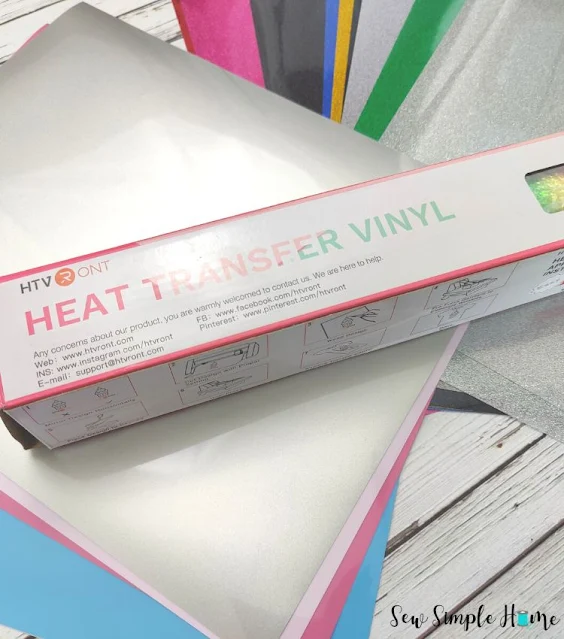 HTVRONT
HEAT TRANSFER VINYL
Any concerns about our product, you are warmly welcomed to contact us. We are here to help.
Web: www.htvront.com
FB: www.facebook.com/htvront
INS: www.instagram.com/htvront
Pinterest: www.pinterest.com/htvront
E-mail: support@htvront.com
Sew Simple Home